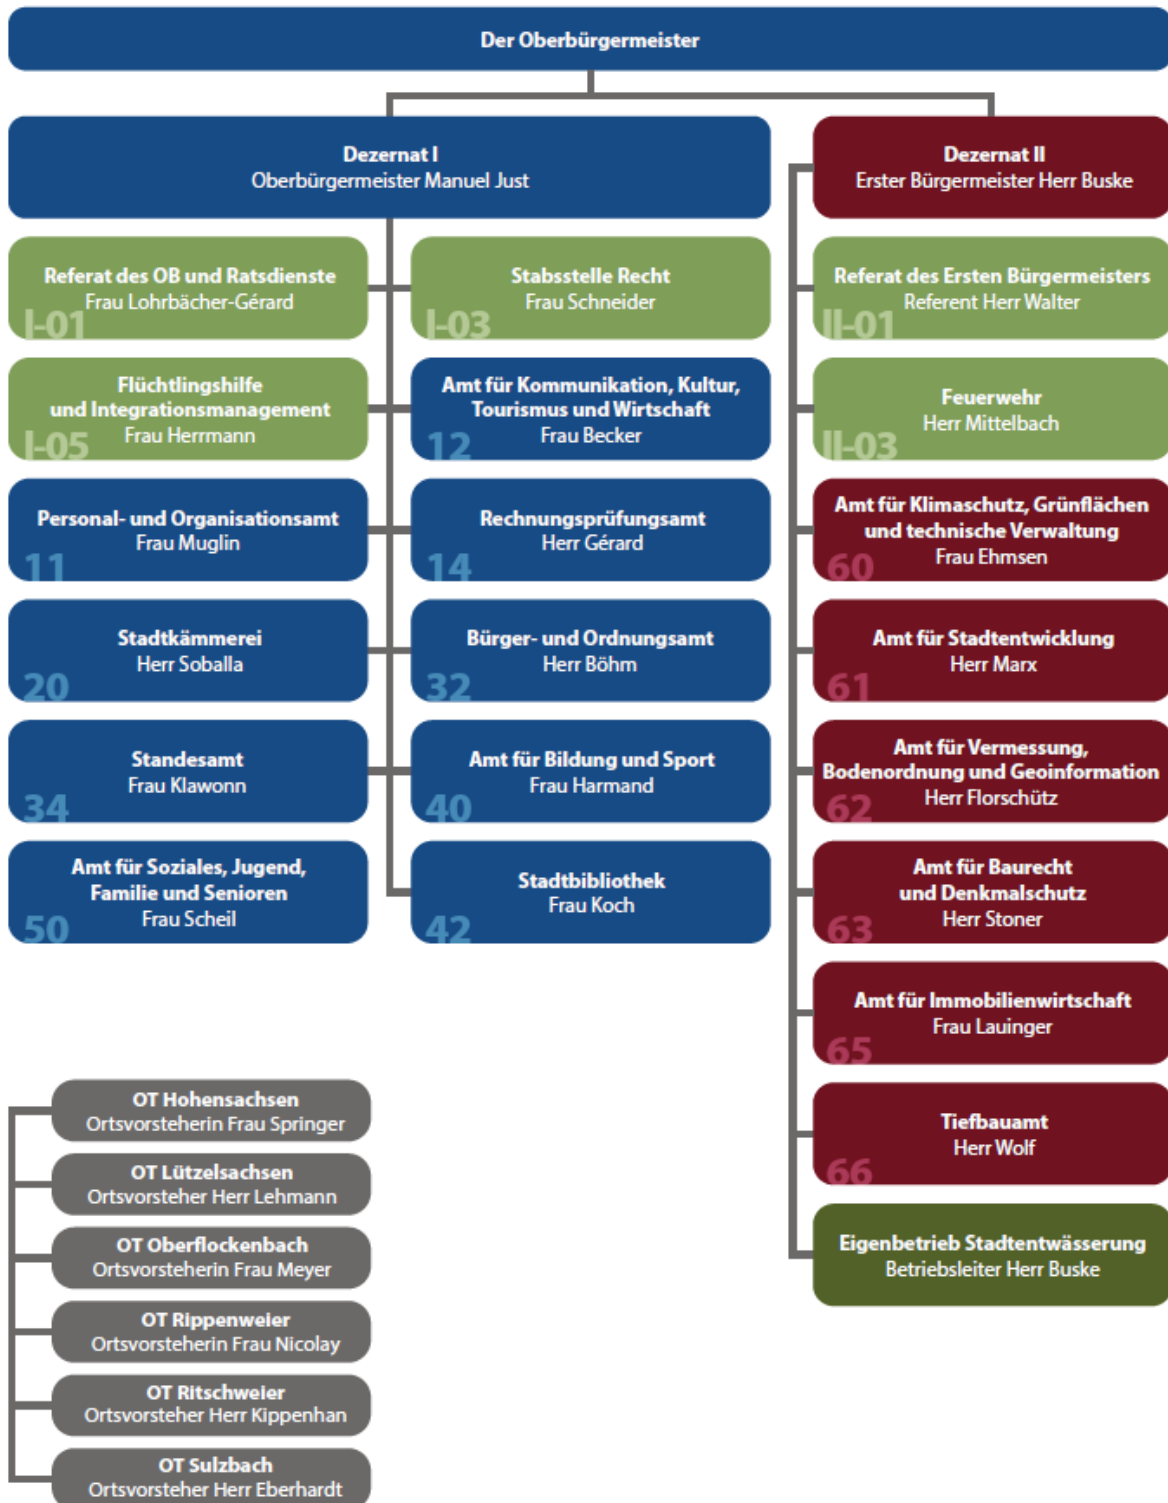 Der Oberbürgermeister
Dezernat I
Oberbürgermeister Manuel Just
Dezernat II
Erster Bürgermeister Herr Buske
Referat des OB und Ratsdienste
Frau Lohrbächer-Gérard
I-01
Stabsstelle Recht
Frau Schneider
I-03
Referat des Ersten Bürgermeisters
Referent Herr Walter
II-01
Flüchtlingshilfe
und Integrationsmanagement
Frau Herrmann
I-05
Amt für Kommunikation, Kultur,
Tourismus und Wirtschaft
Frau Becker
12
Feuerwehr
Herr Mittelbach
II-03
Personal- und Organisationsamt
Frau Muglin
11
Rechnungsprüfungsamt
Herr Gérard
14
Amt für Klimaschutz, Grünflächen
und technische Verwaltung
Frau Ehmsen
60
Stadtkämmerei
Herr Soballa
20
Bürger- und Ordnungsamt
Herr Böhm
32
Amt für Stadtentwicklung
Herr Marx
61
Standesamt
Frau Klawonn
34
Amt für Bildung und Sport
Frau Harmand
40
Amt für Vermessung,
Bodenordnung und Geoinformation
Herr Florschütz
62
Amt für Soziales, Jugend,
Familie und Senioren
Frau Scheil
50
Stadtbibliothek
Frau Koch
42
Amt für Baurecht
und Denkmalschutz
Herr Stoner
63
Amt für Immobilienwirtschaft
Frau Lauinger
65
Tiefbauamt
Herr Wolf
66
Eigenbetrieb Stadtentwässerung
Betriebsleiter Herr Buske
OT Hohensachsen
Ortsvorsteherin Frau Springer
OT Lützelsachsen
Ortsvorsteher Herr Lehmann
OT Oberflockenbach
Ortsvorsteherin Frau Meyer
OT Rippenweier
Ortsvorsteherin Frau Nicolay
OT Ritschweier
Ortsvorsteher Herr Kippenhan
OT Sulzbach
Ortsvorsteher Herr Eberhardt